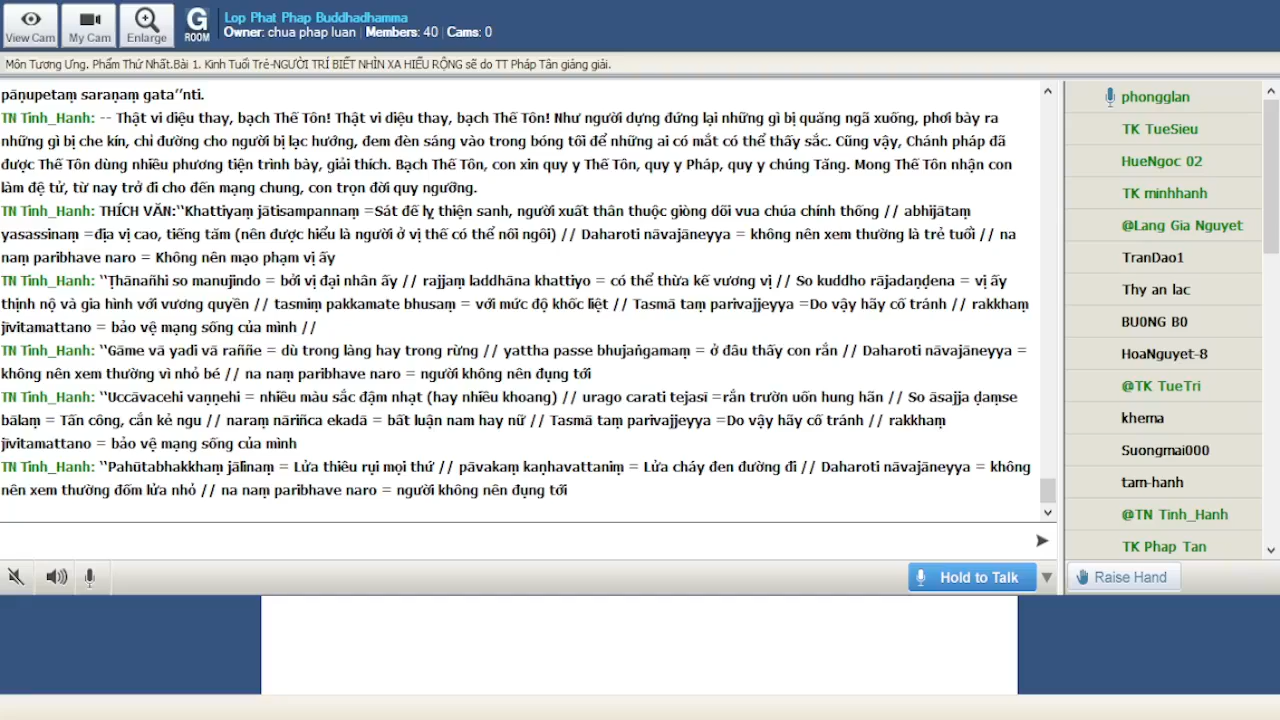 View Cam
My Cam
Enlarge
G
ROOM
Lop Phat Phap Buddhadhamma
Owner: chua phap luan | Members: 40 | Cams: 0
Môn Tương Ưng. Phẩm Thứ Nhất.Bài 1. Kinh Tuổi Trẻ-NGƯỜI TRÍ BIẾT NHÌN XA HIỂU RỘNG sẽ do TT Pháp Tân giảng giải.
pāṇupetaṃ saraṇaṃ gata’’nti.
TN Tinh_Hanh: -- Thật vi diệu thay, bạch Thế Tôn! Thật vi diệu thay, bạch Thế Tôn! Như người dựng đứng lại những gì bị quăng ngã xuống, phơi bày ra
những gì bị che kín, chỉ đường cho người bị lạc hướng, đem đèn sáng vào trong bóng tối để những ai có mắt có thể thấy sắc. Cũng vậy, Chánh pháp đã
được Thế Tôn dùng nhiều phương tiện trình bày, giải thích. Bạch Thế Tôn, con xin quy y Thế Tôn, quy y Pháp, quy y chúng Tăng. Mong Thế Tôn nhận con
làm đệ tử, từ nay trở đi cho đến mạng chung, con trọn đời quy ngưỡng.
TN Tinh_Hanh: THÍCH VĂN:‘‘Khattiyaṃ jātisampannaṃ =Sát đế lỵ thiện sanh, người xuất thân thuộc giòng dõi vua chúa chính thống // abhijātaṃ
yasassinaṃ =địa vị cao, tiếng tăm (nên được hiểu là người ở vị thế có thể nối ngôi) // Daharoti nāvajāneyya = không nên xem thường là trẻ tuổi // na
naṃ paribhave naro = Không nên mạo phạm vị ấy
TN Tinh_Hanh: ‘‘Ṭhānañhi so manujindo = bởi vị đại nhân ấy // rajjaṃ laddhāna khattiyo = có thể thừa kế vương vị // So kuddho rājadaṇḍena = vị ấy
thịnh nộ và gia hình với vương quyền // tasmiṃ pakkamate bhusaṃ = với mức độ khốc liệt // Tasmā taṃ parivajjeyya =Do vậy hãy cố tránh // rakkhaṃ
jīvitamattano = bảo vệ mạng sống của mình //
TN Tinh_Hanh: ‘‘Gāme vā yadi vā raññe = dù trong làng hay trong rừng // yattha passe bhujaṅgamaṃ = ở đâu thấy con rắn // Daharoti nāvajāneyya =
không nên xem thường vì nhỏ bé // na naṃ paribhave naro = người không nên đụng tới
TN Tinh_Hanh: ‘‘Uccāvacehi vaṇṇehi = nhiều màu sắc đậm nhạt (hay nhiều khoang) // urago carati tejasī =rắn trườn uốn hung hãn // So āsajja ḍaṃse
bālaṃ = Tấn công, cắn kẻ ngu // naraṃ nāriñca ekadā = bất luận nam hay nữ // Tasmā taṃ parivajjeyya =Do vậy hãy cố tránh // rakkhaṃ
jīvitamattano = bảo vệ mạng sống của mình
TN Tinh_Hanh: ‘‘Pahūtabhakkhaṃ jālinaṃ = Lửa thiêu rụi mọi thứ // pāvakaṃ kaṇhavattaniṃ = Lửa cháy đen đường đi // Daharoti nāvajāneyya = không
nên xem thường đốm lửa nhỏ // na naṃ paribhave naro = người không nên đụng tới
phongglan
TK TueSieu
HueNgoc 02
TK minhhanh
@Lang Gia Nguyet
TranDao1
Thy an lac
BU0NG B0
HoaNguyet-8
@TK TueTri
khema
Suongmai000
tam-hanh
@TN Tinh_Hanh
TK Phap Tan
Hold to Talk
Raise Hand